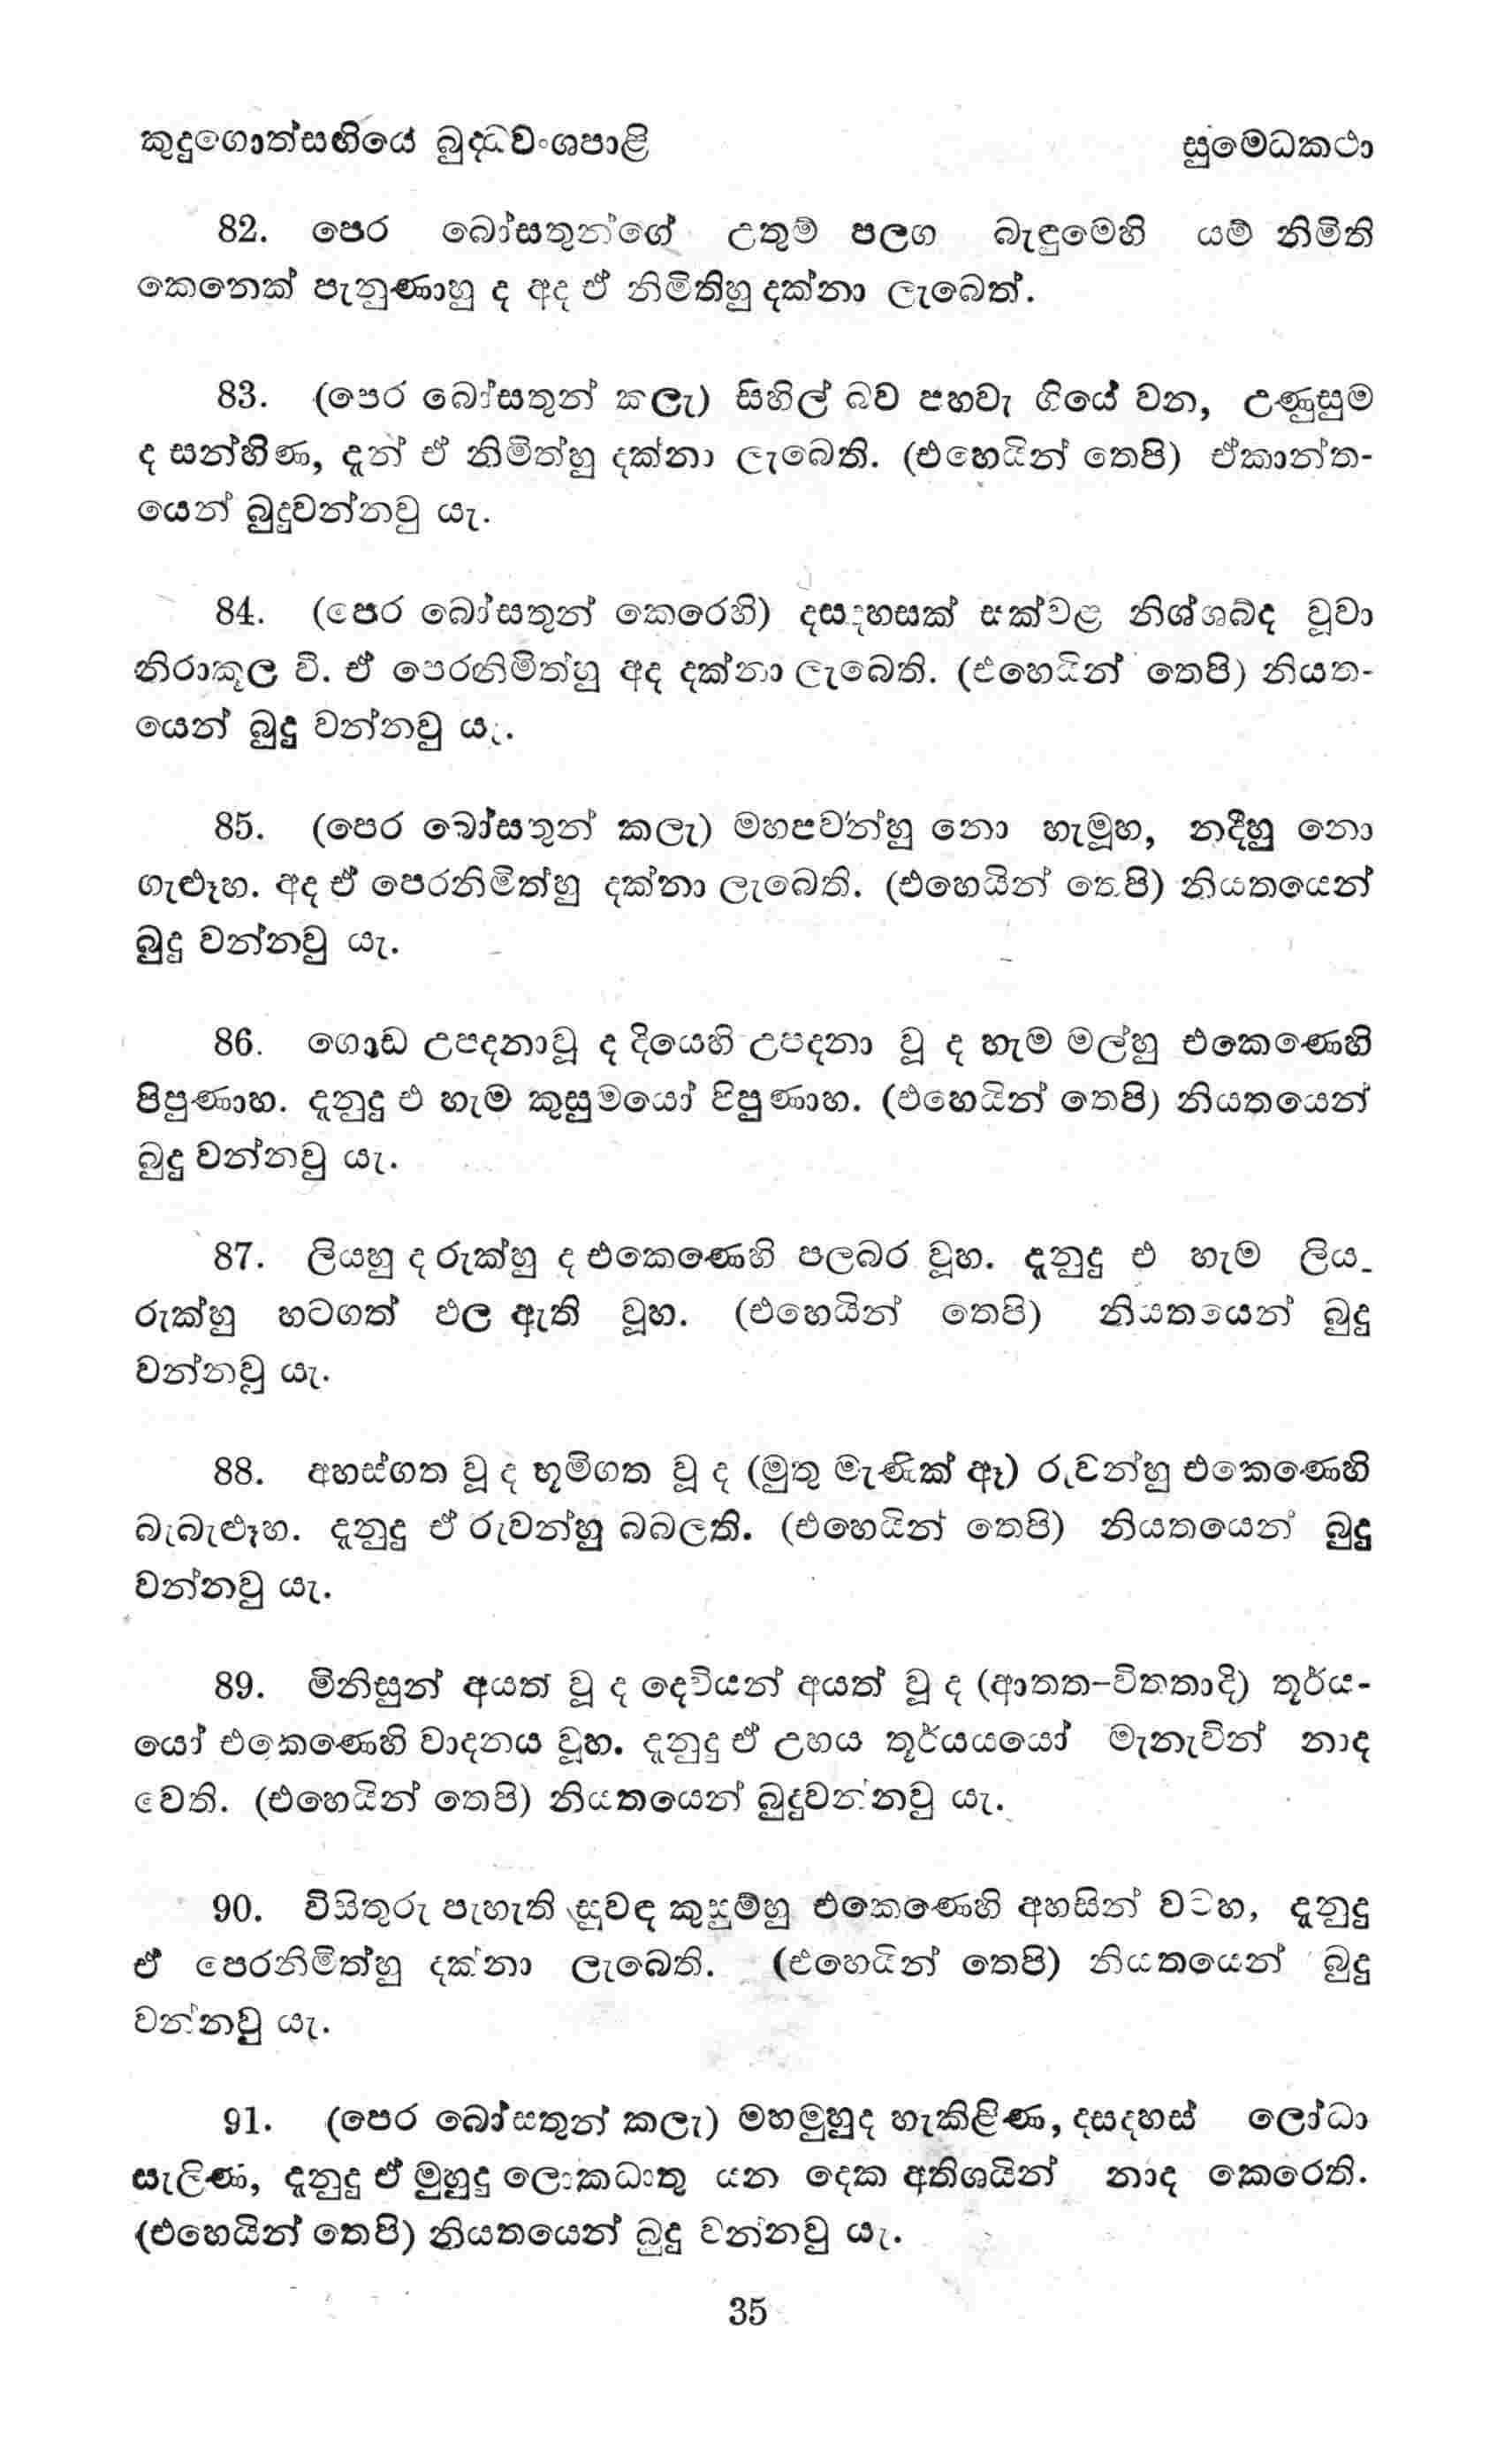 කුදුගොත්සඟියේ බුද්ධවංශපාළි
සුමෙධකථා
82. පෙර බෝසතුන්ගේ උතුම් පලග බැඳුමෙහි යම් නිමිති
කෙනෙක් පැනුණාහු ද අද ඒ නිමිතිහු දක්නා ලැබෙත්.
83. (පෙර බෝසතුන් කලැ) සිහිල් බව පහවැ ගියේ වන, උණුසුම
ද සන්හිණ, දැන් ඒ නිමිත්හු දක්නා ලැබෙති. (එහෙයින් තෙපි) ඒකාන්ත-
යෙන් බුදුවන්නවු යැ.
84. (පෙර බෝසතුන් කෙරෙහි) දසදහසක් සක්වළ නිශ්ශබ්ද වූවා
නිරාකූල වි. ඒ පෙරනිමිත්හු අද දක්නා ලැබෙති. (එහෙයින් තෙපි) නියත-
යෙන් බුදු වන්නවු යැ.
85. (පෙර බෝසතුන් කලැ) මහපවන්හු නො හැමූහ, නදීහු නො
ගැළූහ. අද ඒ පෙරනිමිත්හු දක්නා ලැබෙති. (එහෙයින් තෙපි) නියතයෙන්
බුදු වන්නවු යැ.
86. ගොඩ උපදනාවූ ද දියෙහි උපදනා වූ ද හැම මල්හු එකෙණෙහි
පිපුණාහ. දැනුදු එ හැම කුසුමයෝ පිපුණාහ. (එහෙයින් තෙපි) නියතයෙන්
බුදු වන්නවු යැ.
87. ලියහු ද රුක්හු ද එකෙණෙහි පලබර වූහ. දැනුදු එ හැම ලිය-
රුක්හු හටගත් ඵල ඇති වූහ. (එහෙයින් තෙපි) නියතයෙන් බුදු
වන්නවු යැ.
88. අහස්ගත වූ ද භූමිගත වූ ද (මුතු මැණික් ඈ) රුවන්හු එකෙණෙහි
බැබැළූහ. දැනුදු ඒ රුවන්හු බබලති. (එහෙයින් තෙපි) නියතයෙන් බුදු
වන්නවු යැ.
89. මිනිසුන් අයත් වූ ද දෙවියන් අයත් වූ ද (ආතත-විතතාදි) තූර්ය-
යෝ එකෙණෙහි වාදනය වූහ. දැනුදු ඒ උභය තූර්යයයෝ මැනැවින් නාද
වෙති. (එහෙයින් තෙපි) නියතයෙන් බුදුවන්නවු යැ.
90. විසිතුරු පැහැති සුවඳ කුසුම්හු එකෙණෙහි අහසින් වටහ, දැනුදු
ඒ පෙරනිමිත්හු දක්නා ලැබෙති. (එහෙයින් තෙපි) නියතයෙන් බුදු
වන්නවු යැ.
91. (පෙර බෝසතුන් කලැ) මහමුහුද හැකිළිණ, දසදහස් ලෝධා
සැලිණ, දැනුදු ඒ මුහුදු ලොකධාතු යන දෙක අතිශයින් නාද කෙරෙති.
(එහෙයින් තෙපි) නියතයෙන් බුදු වන්නවු යැ.
35